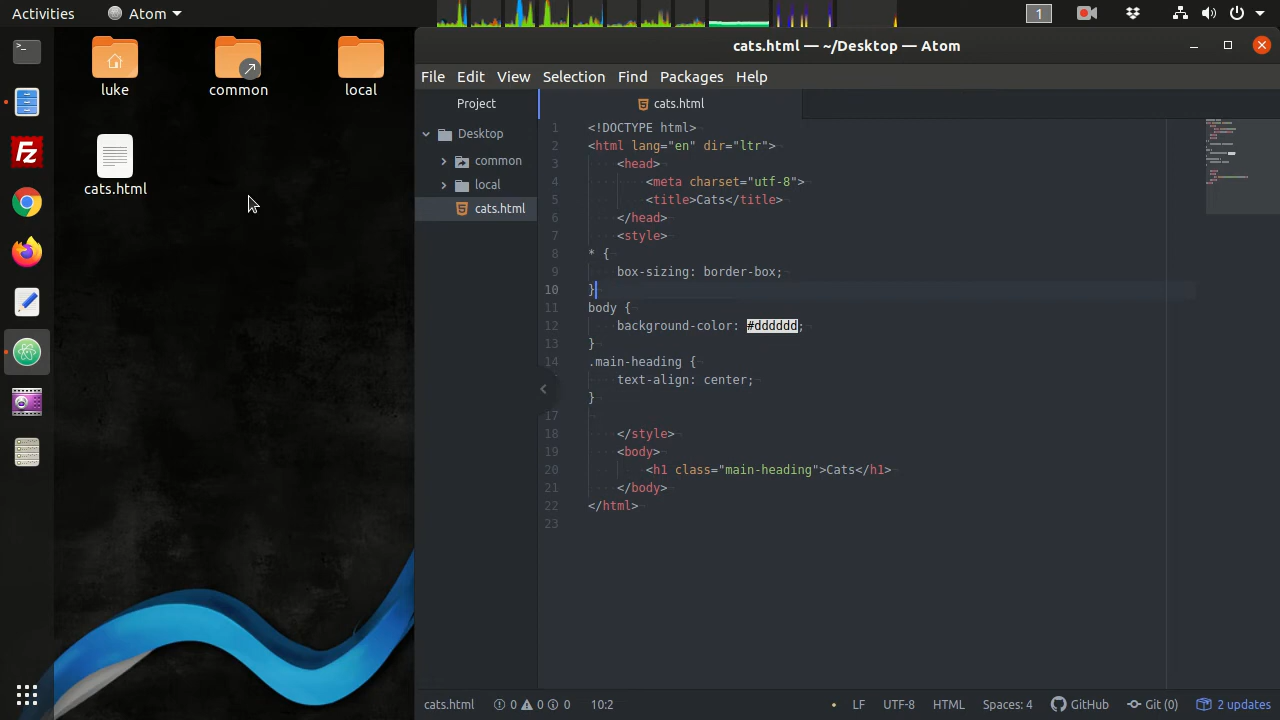 Activities
Atom
1
luke
common
local
cats.html
cats.html — ~/Desktop — Atom
File Edit View Selection Find Packages Help
Project
Desktop
common
local
cats.html
cats.html
1 <!DOCTYPE html>
2 <html lang="en" dir="ltr">
3 <head>
4 <meta charset="utf-8">
5 <title>Cats</title>
6 </head>
7 <style>
8 * {
9 box-sizing: border-box;
10 }
11 body {
12 background-color: #dddddd;
13 }
14 .main-heading {
text-align: center;
}
17
18 </style>
19 <body>
20 <h1 class="main-heading">Cats</h1>
21 </body>
22 </html>
23
cats.html 0 0 0 10:2 LF UTF-8 HTML Spaces: 4 GitHub Git (0) 2 updates